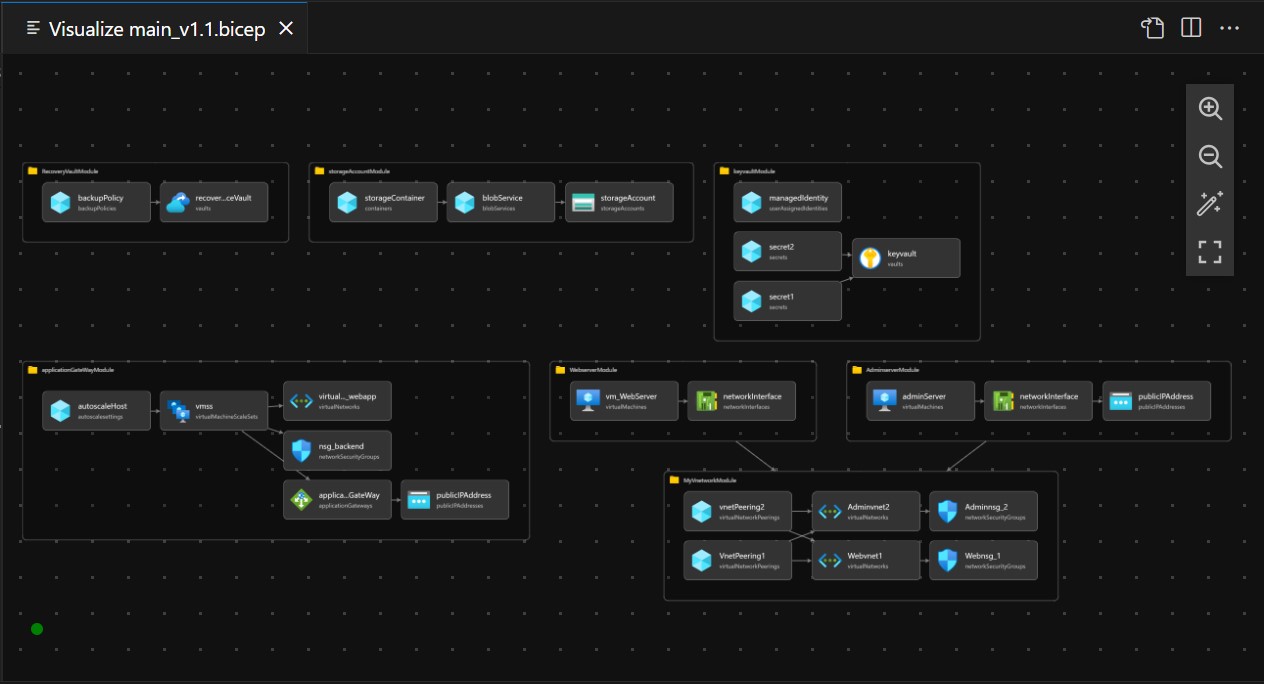 Visualize main_v1.1.bicep
RecoveryVaultModule
backupPolicy
backupPolicies
recover...ceVault
vaults
storageAccountModule
storageContainer
containers
blobService
blobServices
storageAccount
storageAccounts
keyvaultModule
managedIdentity
userAssignedIdentities
secret2
secrets
keyvault
vaults
secret1
secrets
applicationGateWayModule
autoscaleHost
autoscalesettings
vmss
virtualMachineScaleSets
virtual..._webapp
virtualNetworks
nsg_backend
networkSecurityGroups
applica...GateWay
applicationGateways
publicIPAddress
publicIPAddresses
WebserverModule
vm_WebServer
virtualMachines
networkInterface
networkInterfaces
AdminserverModule
adminServer
virtualMachines
networkInterface
networkInterfaces
publicIPAddress
publicIPAddresses
MyVnetworkModule
vnetPeering2
virtualNetworkPeerings
Adminvnet2
virtualNetworks
Adminnsg_2
networkSecurityGroups
VnetPeering1
virtualNetworkPeerings
Webvnet1
virtualNetworks
Webnsg_1
networkSecurityGroups